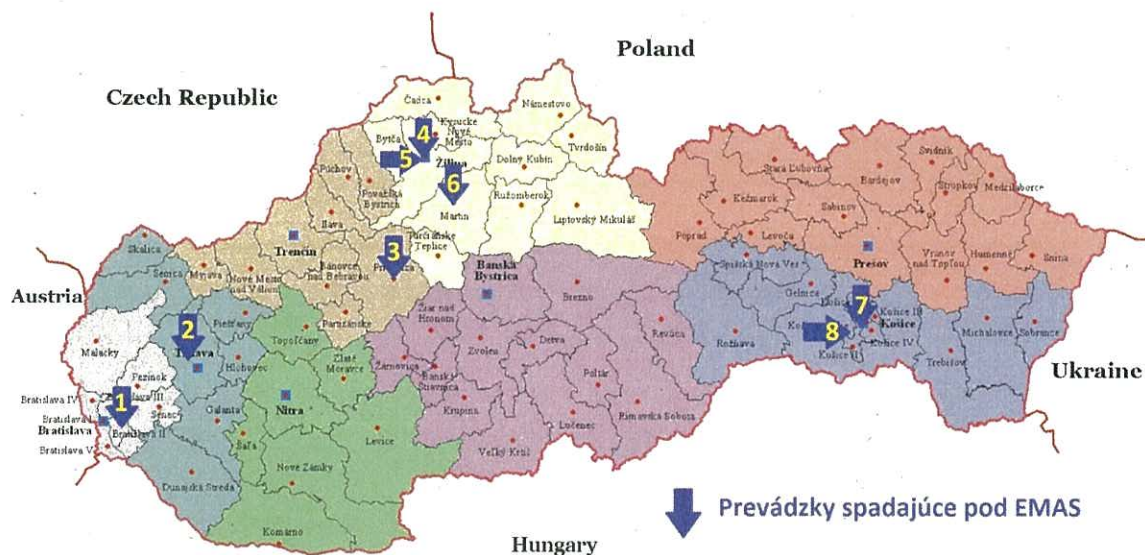 Poland
Czech Republic
Čadca
Námestovo
Kysucke
Nové
Mesto
4
Bytča
Tvrdošín
5
Žilina
Dolný Kubín
6
Svidník
Stará Ľubovňa
Bardejov
Stropkov
Medzilaborce
Púchov
Považská
Bystrica
Ružomberok
Kežmarok
Martin
Liptovský Mikuláš
Sabinov
Ilava
Poprad
Levoča
Turčianske
Teplice
Trenčín
3
Prešov
Skalica
Vranov
nad Topľou
Humenné
Snina
Myjava
Nové Mesto
nad Váhom
Bánovce
nad Bebravou
Banská
Bystrica
Spišská Nova Ves
Senica
Gelnica
Austria
Brezno
Žiar nad
Hronom
7
Partizánske
Košice III
2
Piešťany
Topoľčany
Revúca
8
Košice
Michalovce
Sobrance
Malacky
Trnava
Zvolen
Detva
Rožňava
Košice IV
Zlaté
Moravce
Hlohovec
Žarnovica
Košice II
Trebišov
Banská
Štiavnica
Poltár
Ukraine
Pezinok
Bratislava IV
1
Senec
Nitra
Krupina
Rimavská Sobota
Bratislava I
Galanta
Lučenec
Bratislava
Bratislava II
Levice
Bratislava V
Šaľa
Veľký Krtíš
Nové Zámky
Dunajská Streda
Prevádzky spadajúce pod EMAS
Komárno
Hungary